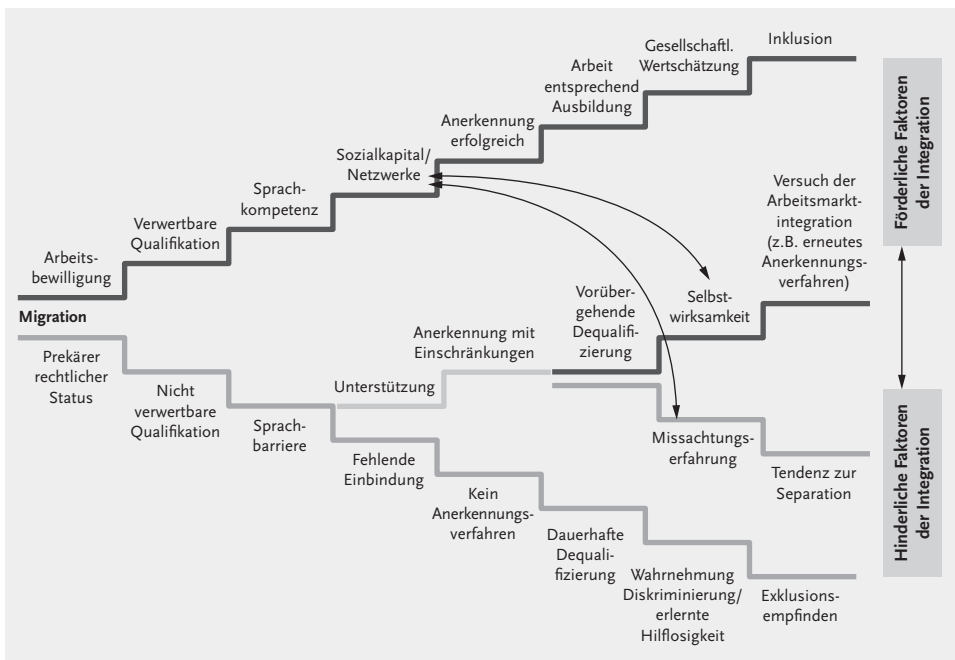 Inklusion
Gesellschaftl.
Wertschätzung
Arbeit
entsprechend
Ausbildung
Anerkennung
erfolgreich
Sozialkapital/
Netzwerke
Sprach-
kompetenz
Verwertbare
Qualifikation
Arbeits-
bewilligung
Migration
Prekärer
rechtlicher
Status
Nicht
verwertbare
Qualifikation
Sprach-
barriere
Unterstützung
Anerkennung mit
Einschränkungen
Vorüber-
gehende
Dequalifi-
zierung
Selbst-
wirksamkeit
Versuch der
Arbeitsmarkt-
integration
(z.B. erneutes
Anerkennungs-
verfahren)
Missachtungs-
erfahrung
Tendenz zur
Separation
Fehlende
Einbindung
Kein
Anerkennungs-
verfahren
Dauerhafte
Dequali-
fizierung
Wahrnehmung
Diskriminierung/
erlernte
Hilflosigkeit
Exklusions-
empfinden
Förderliche Faktoren
der Integration
Hinderliche Faktoren
der Integration